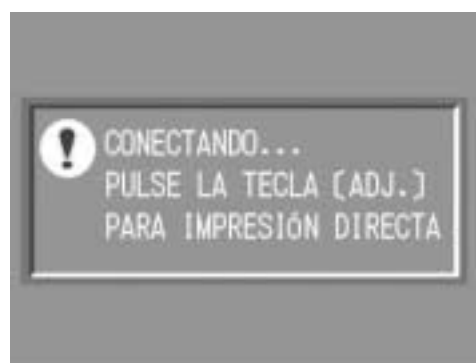 CONECTANDO...
PULSE LA TECLA [ADJ.]
PARA IMPRESIÓN DIRECTA